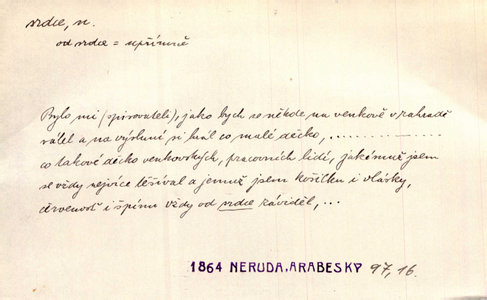 srdce, n.
od srdce = upřímně
Bylo mi (spisovateli), jako bych se někde na venkově v zahradě
válel a na výsluní si hrál co malé děcko, ..........
co takové děcko venkovských, pracovních lidí, jakémuž jsem
se vždy nejvíce těšíval a jemuž jsem košilku i vlásky,
červenost i špínu vždy od srdce záviděl, ...
1864 NERUDA, ARABESKY 97, 16.